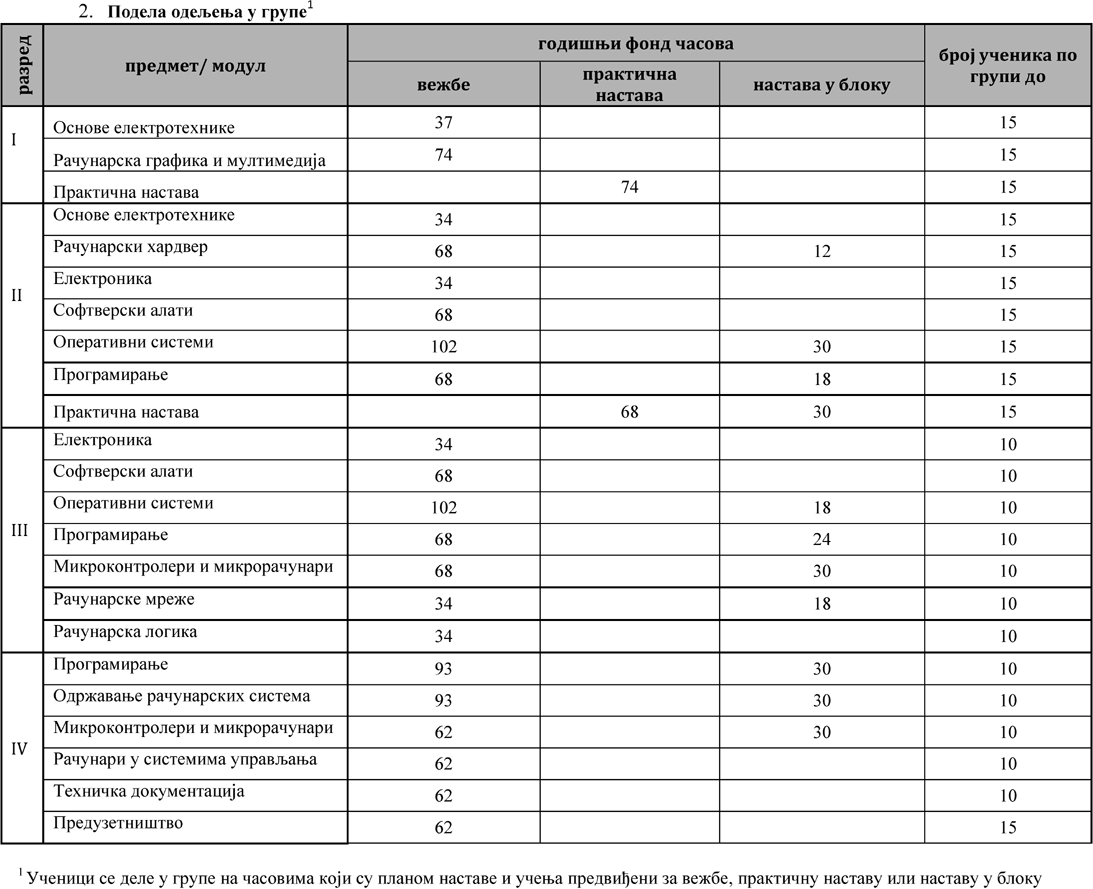 2. Подела одељења у групе1
разред предмет/ модул годишњи фонд часова број ученика по групи до
вежбе практична настава настава у блоку
I Основе електротехнике 37 15
Рачунарска графика и мултимедија 74 15
Практична настава 74 15
II Основе електротехнике 34 15
Рачунарски хардвер 68 12 15
Електроника 34 15
Софтверски алати 68 15
Оперативни системи 102 30 15
Програмирање 68 18 15
Практична настава 68 30 15
III Електроника 34 10
Софтверски алати 68 10
Оперативни системи 102 18 10
Програмирање 68 24 10
Микроконтролери и микрорачунари 68 30 10
Рачунарске мреже 34 18 10
Рачунарска логика 34 10
IV Програмирање 93 30 10
Одржавање рачунарских система 93 30 10
Микроконтролери и микрорачунари 62 30 10
Рачунари у системима управљања 62 10
Техничка документација 62 10
Предузетништво 62 15
1 Ученици се деле у групе на часовима који су планом наставе и учења предвиђени за вежбе, практичну наставу или наставу у блоку